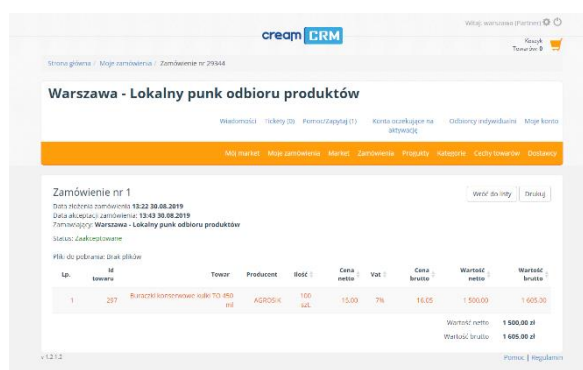 Witaj: warszawa (Partner)
cream CRM
Koszyk
Towarów 0
Strona główna / Moje zamówienia / Zamówienie nr 29344
Warszawa - Lokalny punk odbioru produktów
Wiadomości Tickety (0) Pomoc/Zapytaj (1) Konta oczekujące na Odbiorcy indywidualni Moje konto
aktywację
Mój market Moje zamówienia Market Zamówienia Produkty Kategorie Cechy towarów Dostawcy
Zamówienie nr 1
Wróć do listy Drukuj
Data złożenia zamówienia 13:22 30.08.2019
Data akceptacji zamówienia: 13:43 30.08.2019
Zamawiający: Warszawa - Lokalny punk odbioru produktów
Status: Zaakceptowane
Pliki do pobrania: Brak plików
Lp. Id Towar Producent Ilość Cena Vat Cena Wartość Wartość
towaru netto brutto netto brutto
1 297 Buraczki konserwowe kulki TO 450 AGROS-X 100 15,00 7% 16,05 1 500,00 1 605,00
ml szt.
Wartość netto 1 500,00 zł
Wartość brutto 1 605,00 zł
v 1.2.1.2
Pomoc | Regulamin